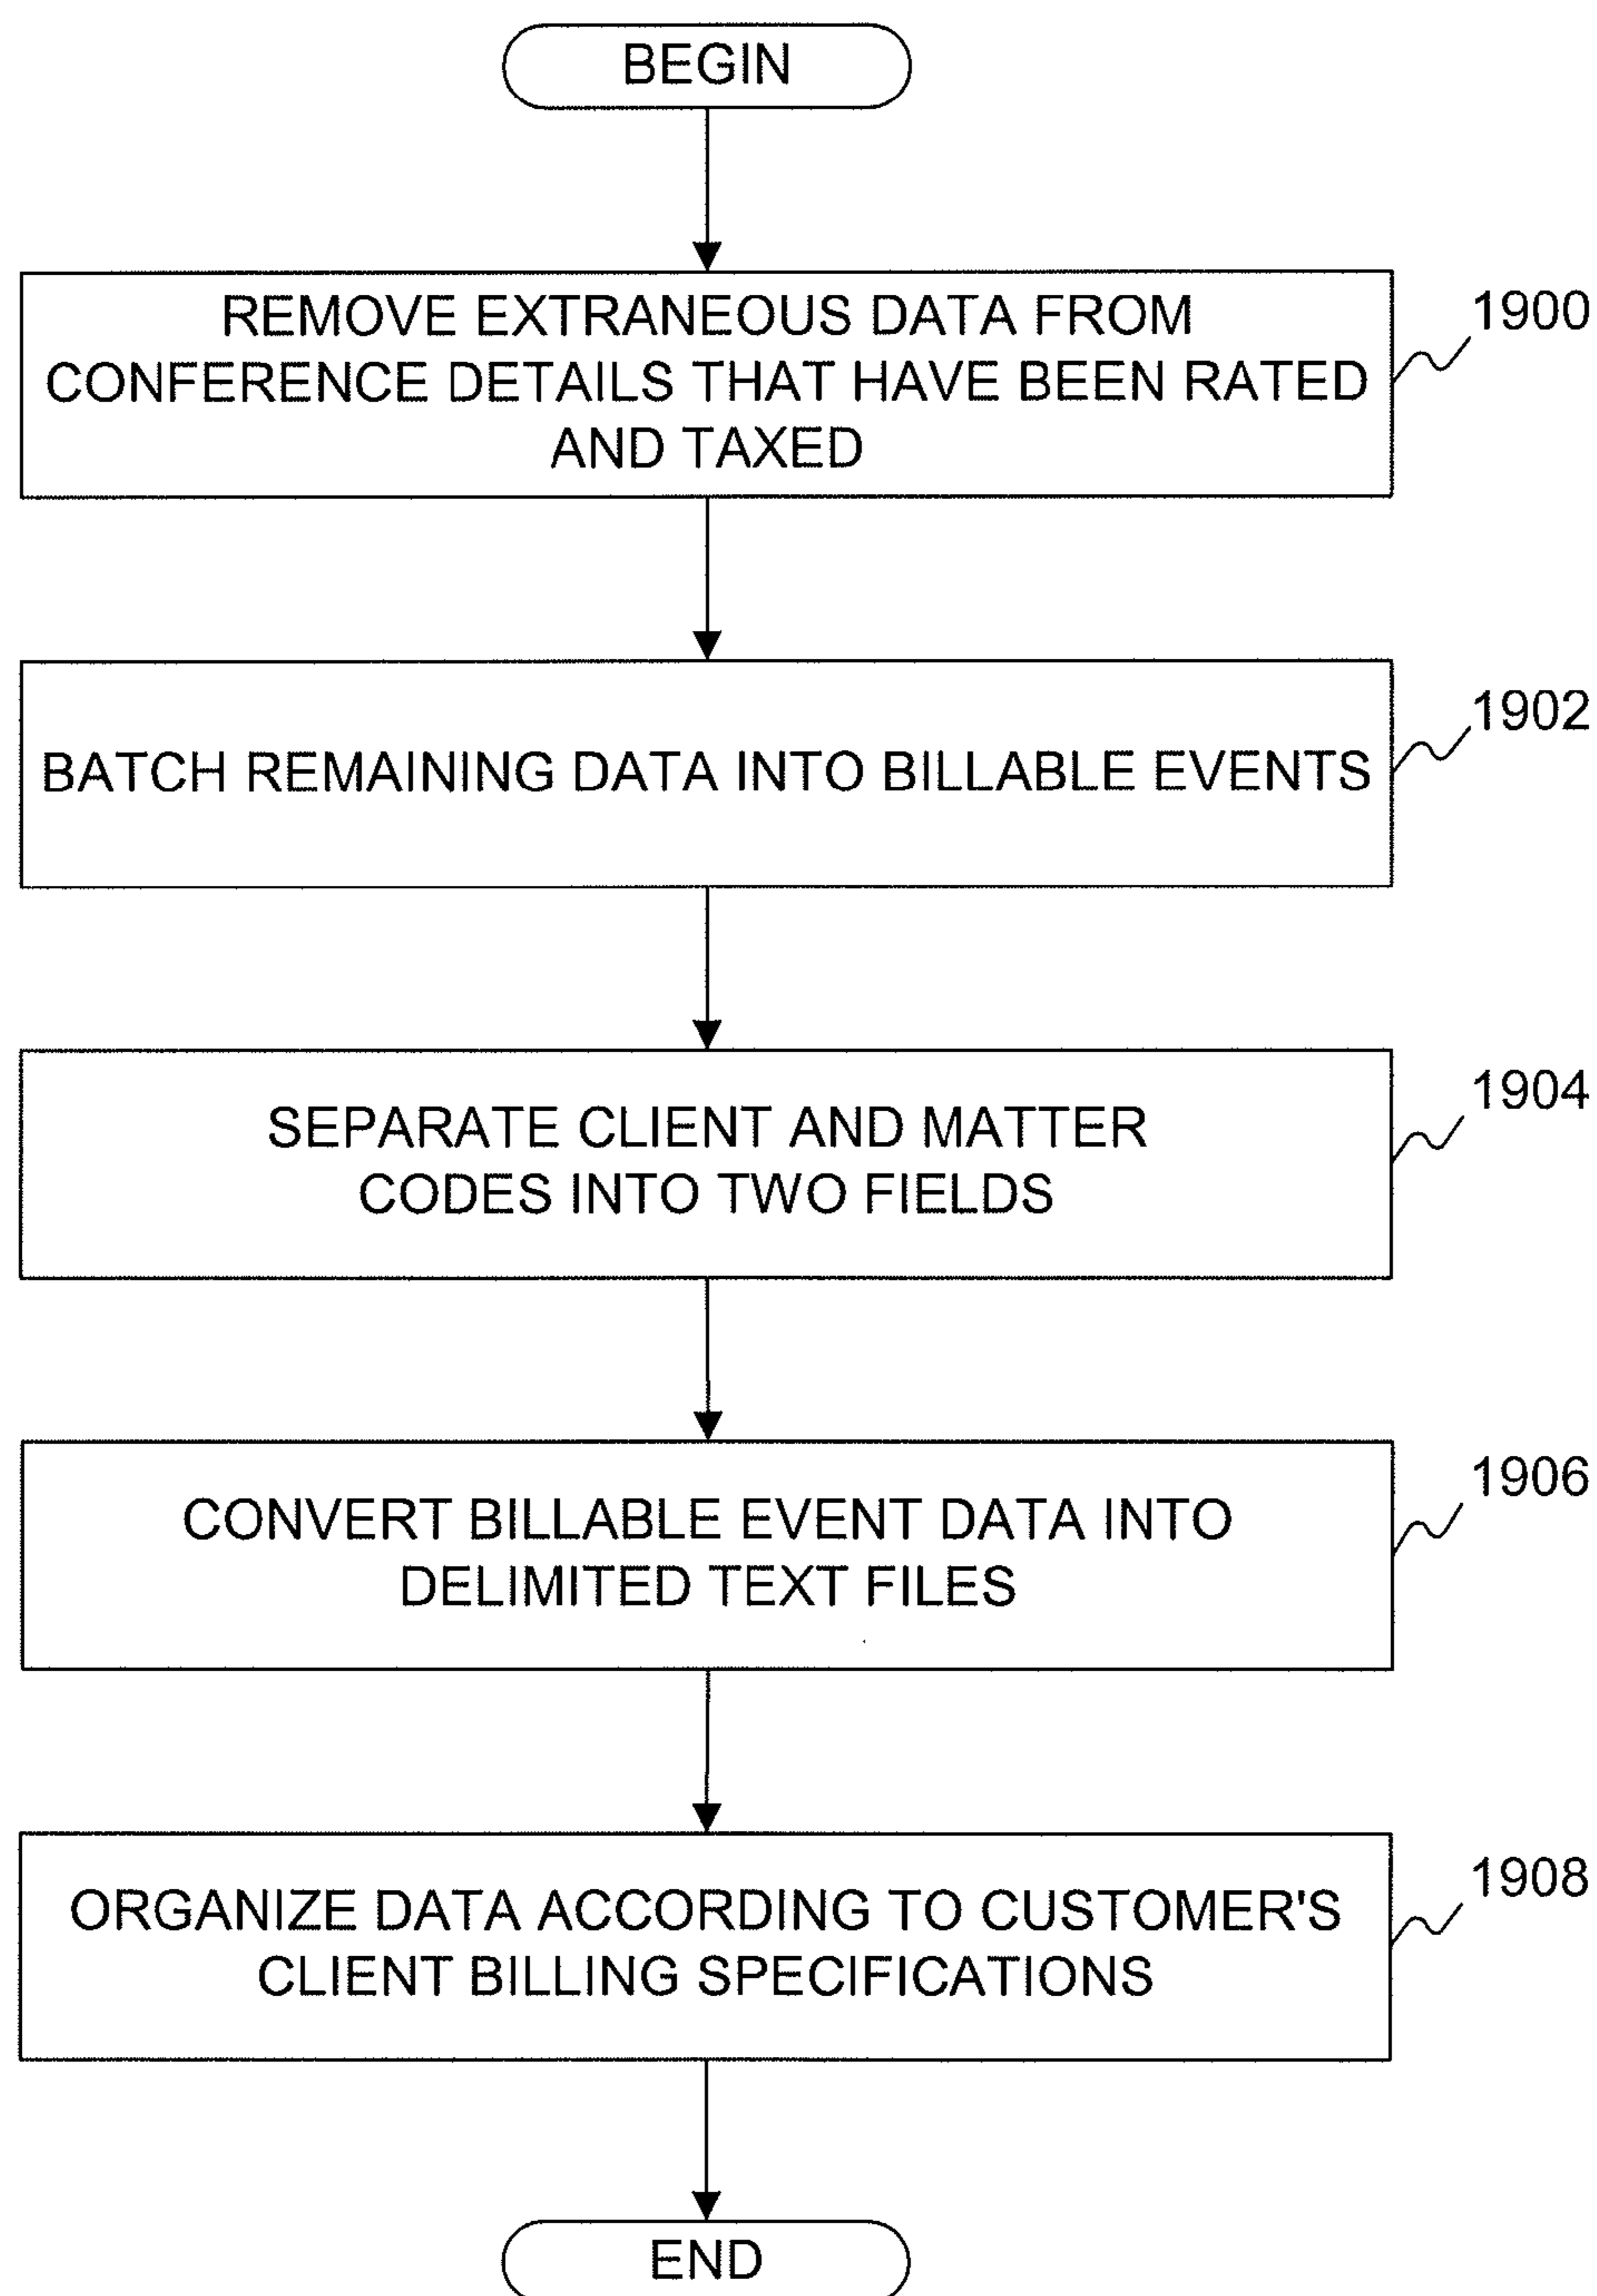 BEGIN
REMOVE EXTRANEOUS DATA FROM
CONFERENCE DETAILS THAT HAVE BEEN RATED
AND TAXED
1900
BATCH REMAINING DATA INTO BILLABLE EVENTS
1902
SEPARATE CLIENT AND MATTER
CODES INTO TWO FIELDS
1904
CONVERT BILLABLE EVENT DATA INTO
DELIMITED TEXT FILES
1906
ORGANIZE DATA ACCORDING TO CUSTOMER'S
CLIENT BILLING SPECIFICATIONS
1908
END